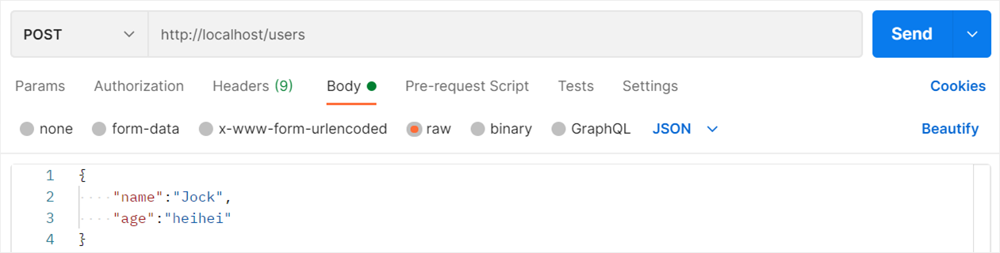 POST http://localhost/users Send
Params Authorization Headers (9) Body Pre-request Script Tests Settings Cookies
none form-data x-www-form-urlencoded raw binary GraphQL JSON Beautify
1 {
2 "name":"Jock",
3 "age":"heihei"
4 }